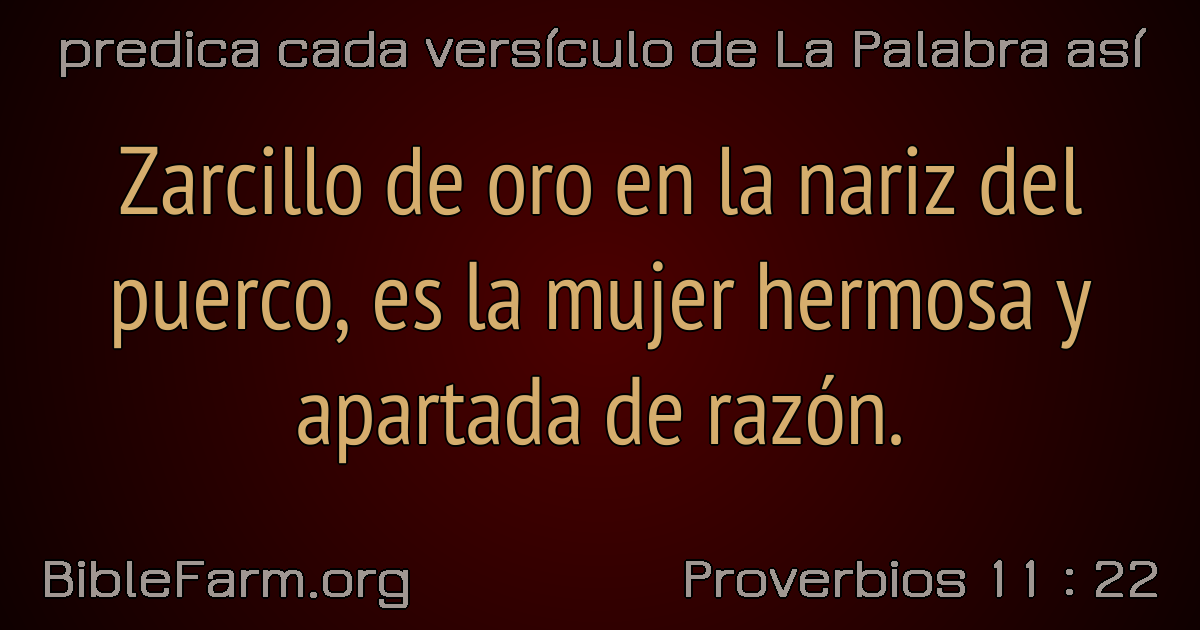 predica cada versículo de La Palabra así
Zarcillo de oro en la nariz del
puerco, es la mujer hermosa y
apartada de razón.
BibleFarm.org
Proverbios 11 : 22